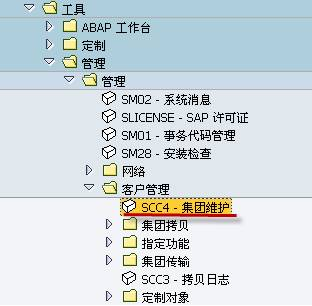 工具
ABAP 工作台
定制
管理
管理
SM02 - 系统消息
SLICENSE - SAP 许可证
SM01 - 事务代码管理
SM28 - 安装检查
网络
客户管理
SCC4 - 集团维护
集团拷贝
指定功能
集团传输
SCC3 - 拷贝日志
定制对象